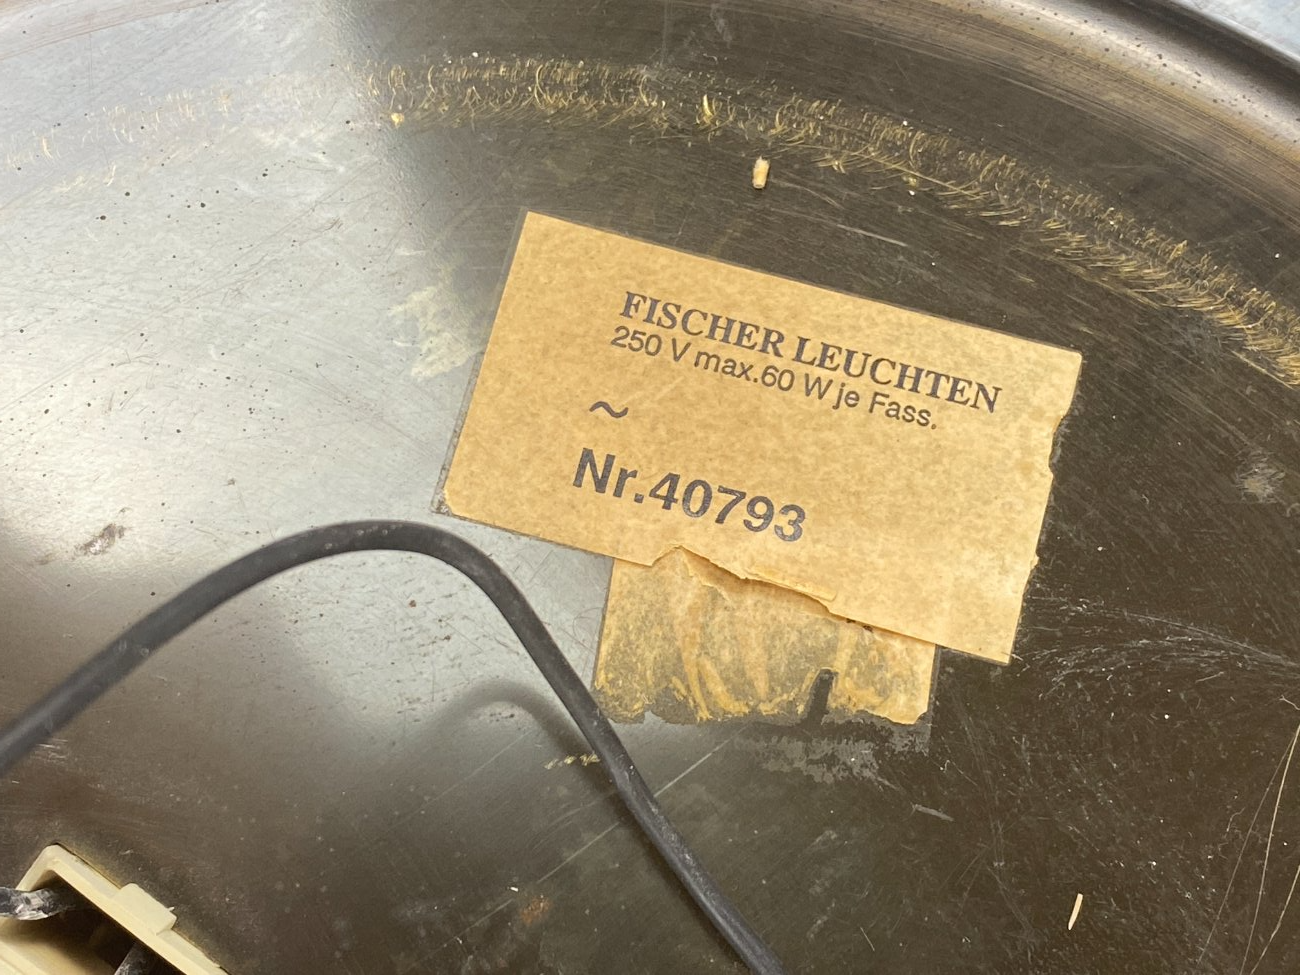 FISCHER LEUCHTEN
250 V max.60 W je Fass.
~
Nr.40793